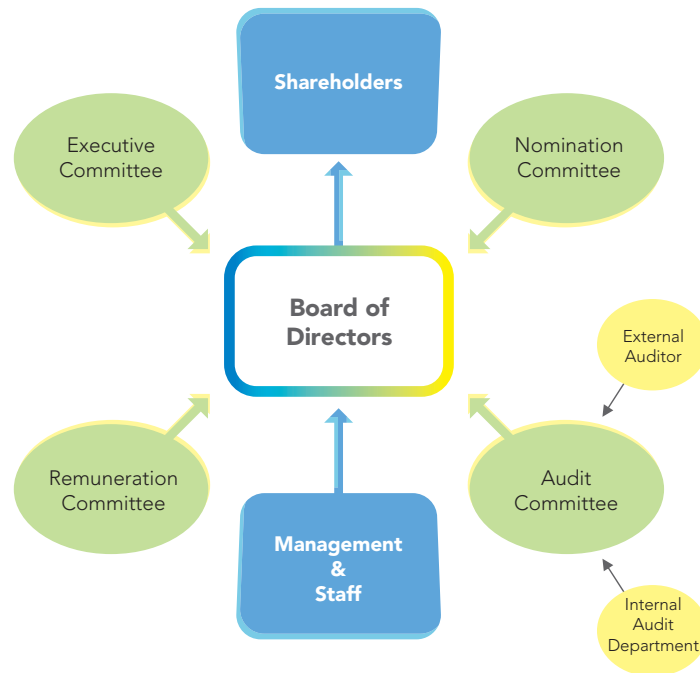 Shareholders
Executive
Committee
Nomination
Committee
Board of
Directors
External
Auditor
Remuneration
Committee
Audit
Committee
Management
&
Staff
Internal
Audit
Department